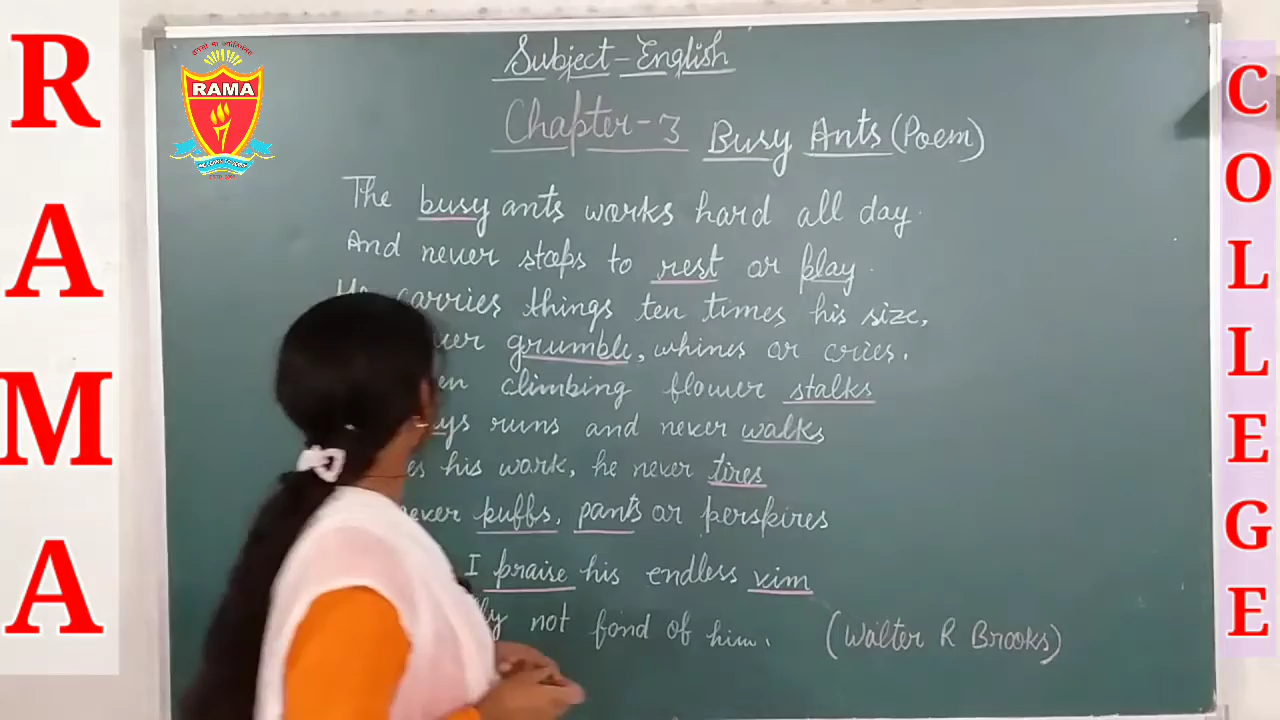 RAMA
RAMA
Subject-English
Chapter-3 Busy Ants (Poem)
The busy ants works hard all day.
And never stops to rest or play.
carries things ten times his size,
grumble, whines or cries.
climbing flower stalks
runs and never walks
his work, he never tires
puffs, pants or perspires
I praise his endless vim
not fond of him.
(Walter R Brooks)
COLLEGE